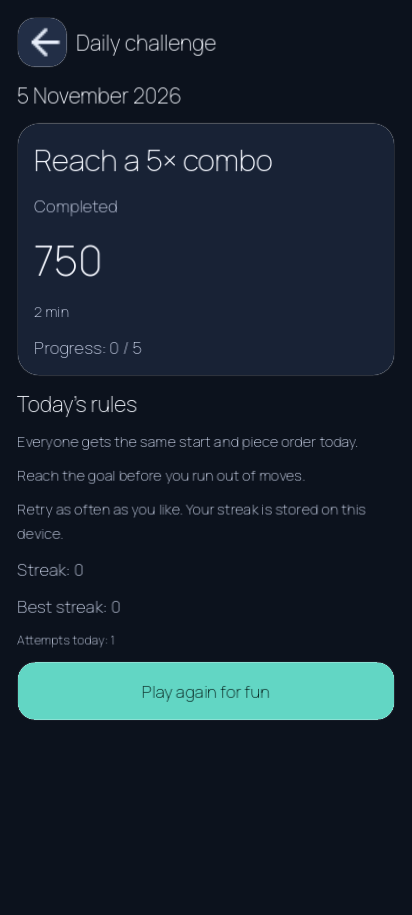 Daily challenge
5 November 2026
Reach a 5× combo
Completed
750
2 min
Progress: 0 / 5
Today's rules
Everyone gets the same start and piece order today.
Reach the goal before you run out of moves.
Retry as often as you like. Your streak is stored on this
device.
Streak: 0
Best streak: 0
Attempts today: 1
Play again for fun